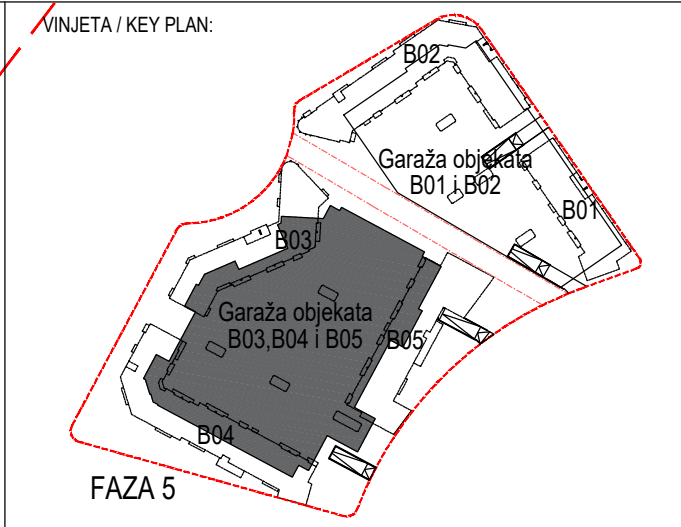 VINJETA / KEY PLAN:
B02
Garaža objekata
B01 i B02
B01
B03
Garaža objekata
B03,B04 i B05
B05
B04
FAZA 5